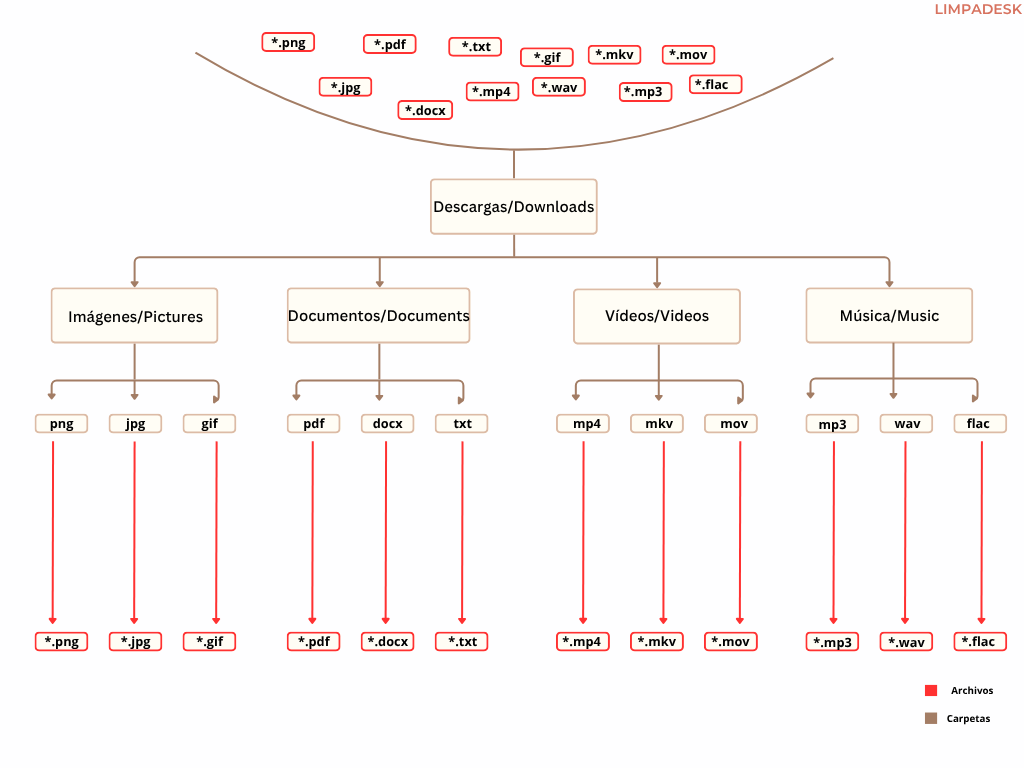 LIMPADESK
*.png
*.pdf
*.txt
*.gif
*.mkv
*.mov
*.jpg
*.mp4
*.wav
*.mp3
*.flac
*.docx
Descargas/Downloads
Imágenes/Pictures
Documentos/Documents
Vídeos/Videos
Música/Music
png
jpg
gif
pdf
docx
txt
mp4
mkv
mov
mp3
wav
flac
*.png
*.jpg
*.gif
*.pdf
*.docx
*.txt
*.mp4
*.mkv
*.mov
*.mp3
*.wav
*.flac
Archivos
Carpetas